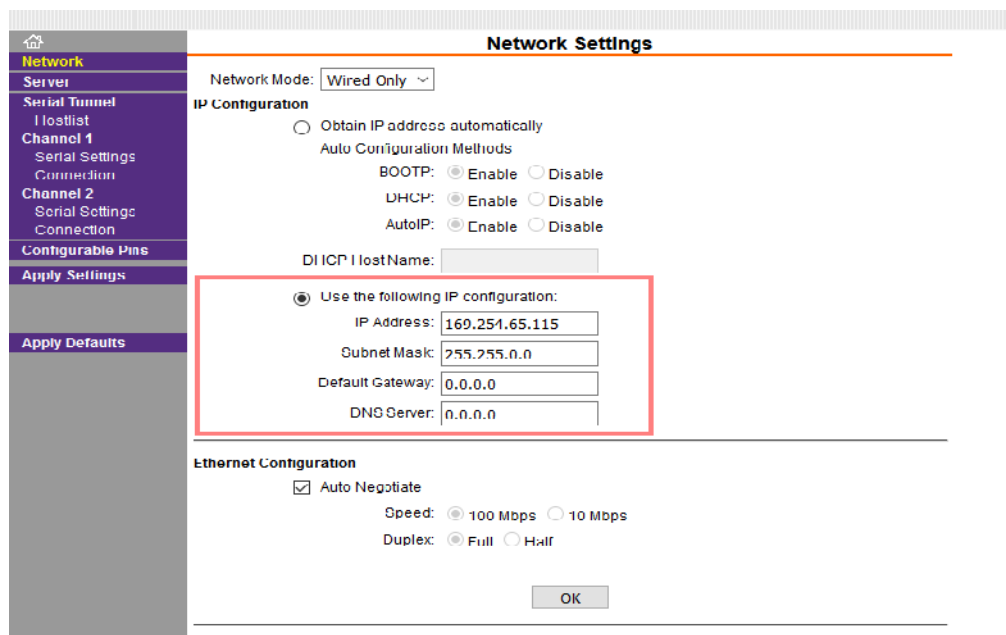 Network Settings
Network
Server
Serial Tunnel
Hostlist
Channel 1
Serial Settings
Connection
Channel 2
Serial Settings
Connection
Configurable Pins
Apply Settings
Apply Defaults
Network Mode: Wired Only
IP Configuration
Obtain IP address automatically
Auto Configuration Methods
BOOTP: Enable Disable
DHCP: Enable Disable
AutoIP: Enable Disable
DHCP Host Name:
Use the following IP configuration:
IP Address: 169.254.65.115
Subnet Mask: 255.255.0.0
Default Gateway: 0.0.0.0
DNS Server: 0.0.0.0
Ethernet Configuration
Auto Negotiate
Speed: 100 Mbps 10 Mbps
Duplex: Full Half
OK